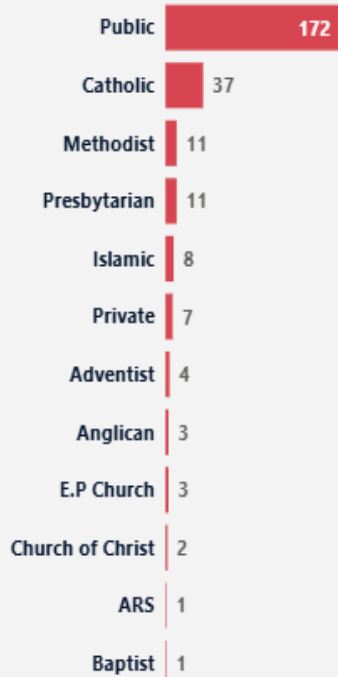 Public 172
Catholic 37
Methodist 11
Presbytarian 11
Islamic 8
Private 7
Adventist 4
Anglican 3
E.P Church 3
Church of Christ 2
ARS 1
Baptist 1